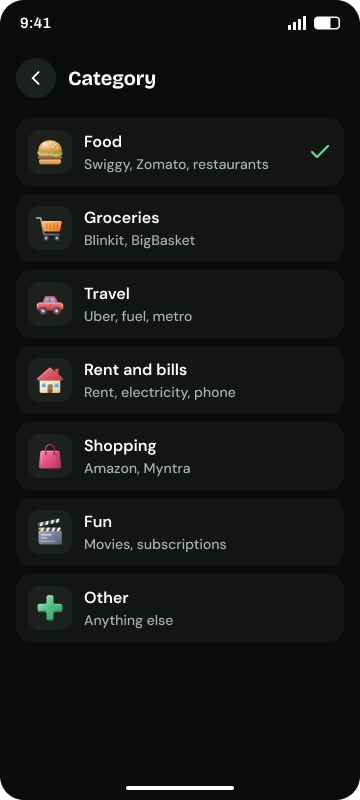 9:41
Category
Food
Swiggy, Zomato, restaurants
Groceries
Blinkit, BigBasket
Travel
Uber, fuel, metro
Rent and bills
Rent, electricity, phone
Shopping
Amazon, Myntra
Fun
Movies, subscriptions
Other
Anything else